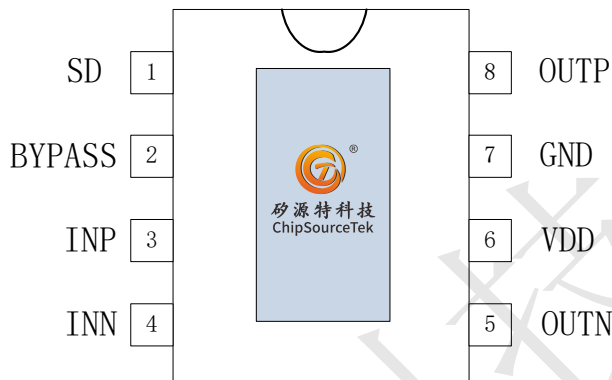 SD 1 8 OUTP
BYPASS 2 7 GND
®
矽源特科技
ChipSourceTek
INP 3 6 VDD
INN 4 5 OUTN